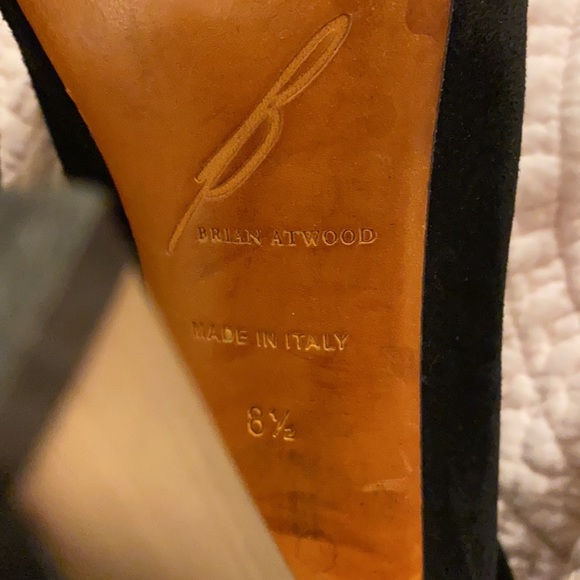 B
BRIAN ATWOOD
MADE IN ITALY
8½